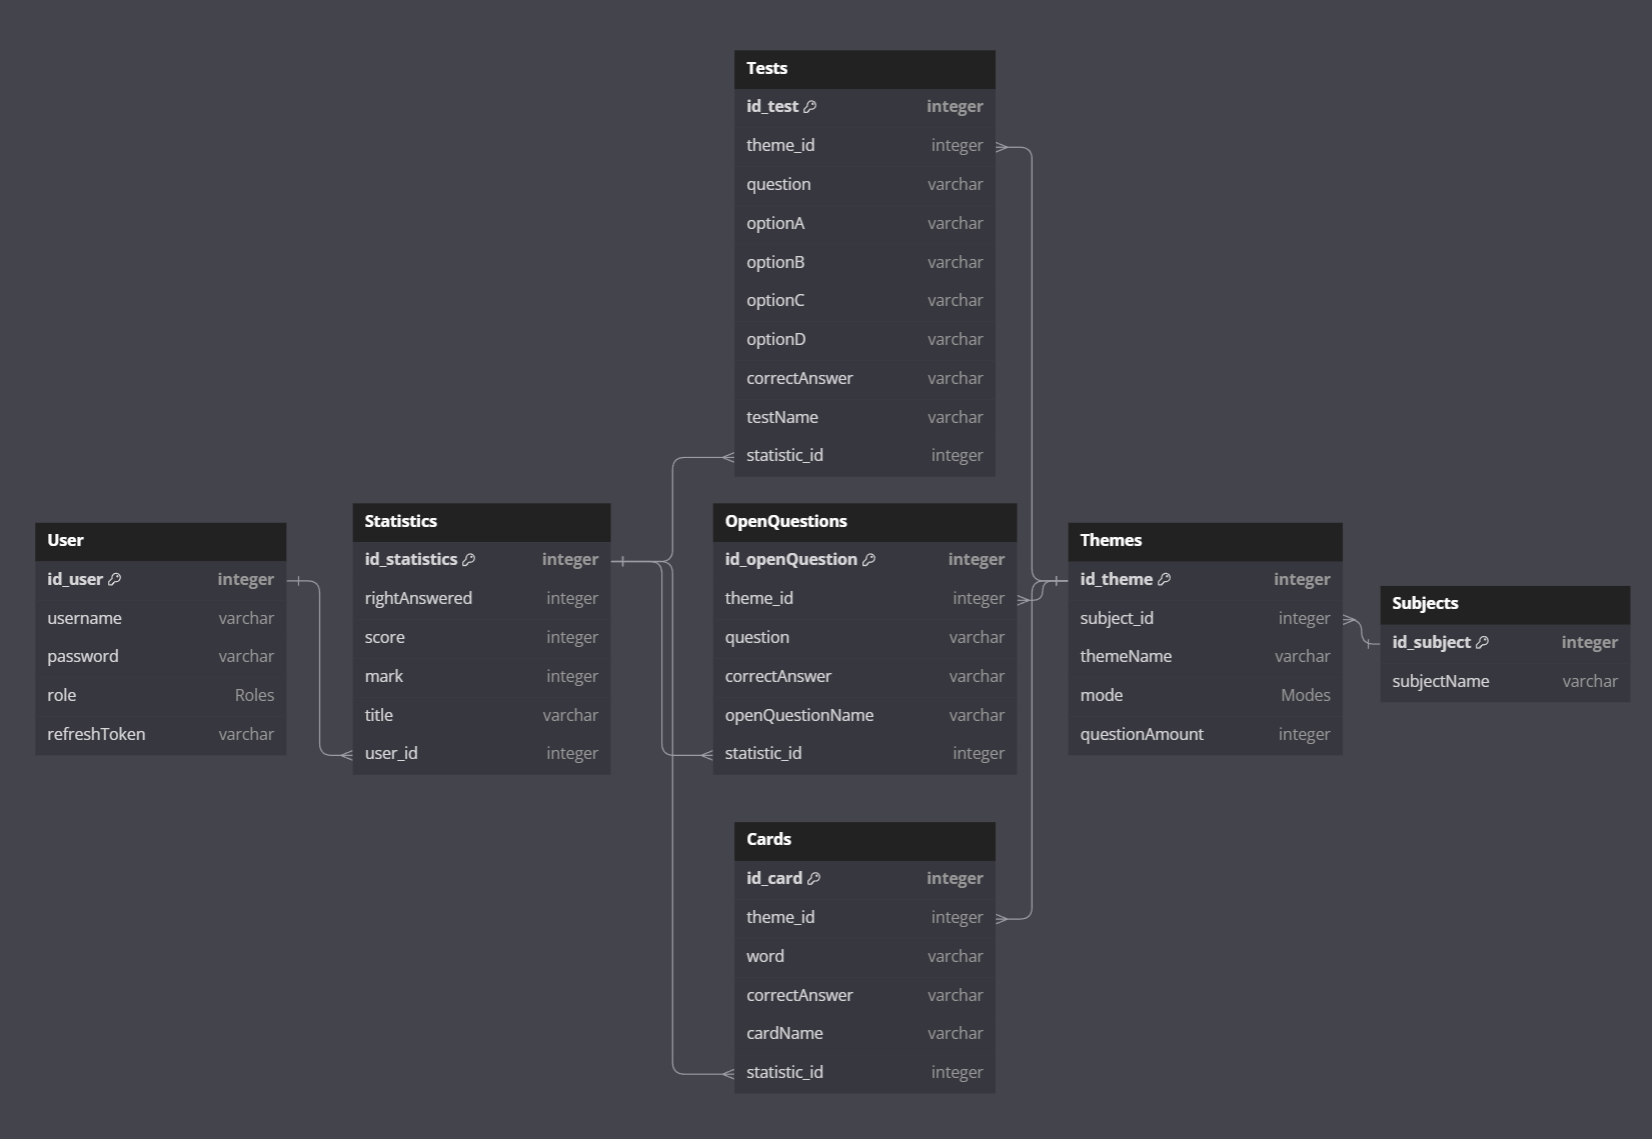 Tests
id_test integer
theme_id integer
question varchar
optionA varchar
optionB varchar
optionC varchar
optionD varchar
correctAnswer varchar
testName varchar
statistic_id integer
User
id_user integer
username varchar
password varchar
role Roles
refreshToken varchar
Statistics
id_statistics integer
rightAnswered integer
score integer
mark integer
title varchar
user_id integer
OpenQuestions
id_openQuestion integer
theme_id integer
question varchar
correctAnswer varchar
openQuestionName varchar
statistic_id integer
Themes
id_theme integer
subject_id integer
themeName varchar
mode Modes
questionAmount integer
Subjects
id_subject integer
subjectName varchar
Cards
id_card integer
theme_id integer
word varchar
correctAnswer varchar
cardName varchar
statistic_id integer